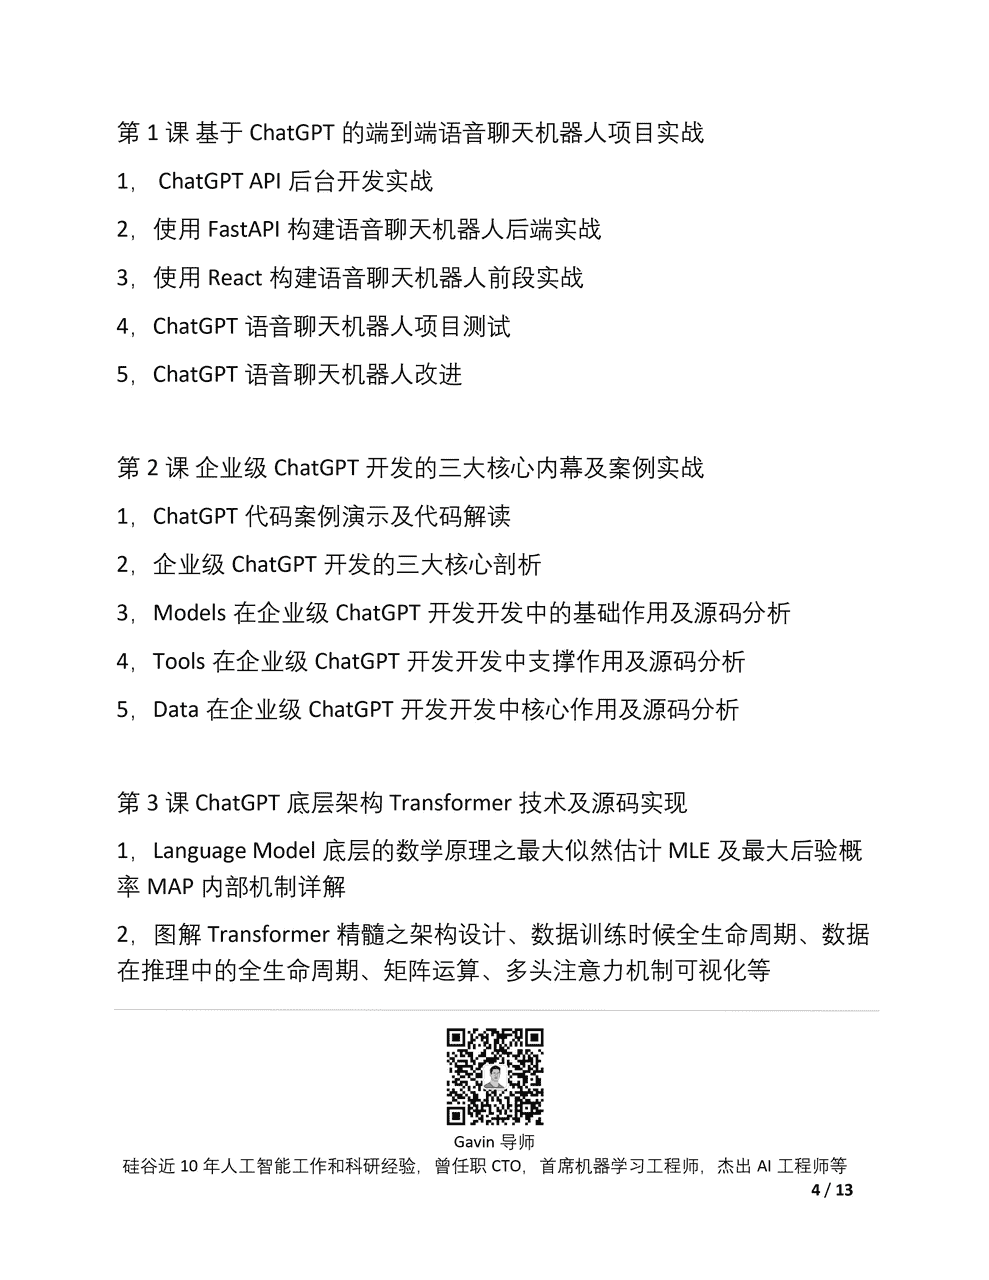 第 1 课 基于 ChatGPT 的端到端语音聊天机器人项目实战
1， ChatGPT API 后台开发实战
2，使用 FastAPI 构建语音聊天机器人后端实战
3，使用 React 构建语音聊天机器人前段实战
4，ChatGPT 语音聊天机器人项目测试
5，ChatGPT 语音聊天机器人改进
第 2 课 企业级 ChatGPT 开发的三大核心内幕及案例实战
1，ChatGPT 代码案例演示及代码解读
2，企业级 ChatGPT 开发的三大核心剖析
3，Models 在企业级 ChatGPT 开发开发中的基础作用及源码分析
4，Tools 在企业级 ChatGPT 开发开发中支撑作用及源码分析
5，Data 在企业级 ChatGPT 开发开发中核心作用及源码分析
第 3 课 ChatGPT 底层架构 Transformer 技术及源码实现
1，Language Model 底层的数学原理之最大似然估计 MLE 及最大后验概
率 MAP 内部机制详解
2，图解 Transformer 精髓之架构设计、数据训练时候全生命周期、数据
在推理中的全生命周期、矩阵运算、多头注意力机制可视化等
Gavin 导师
硅谷近 10 年人工智能工作和科研经验，曾任职 CTO，首席机器学习工程师，杰出 AI 工程师等
4 / 13